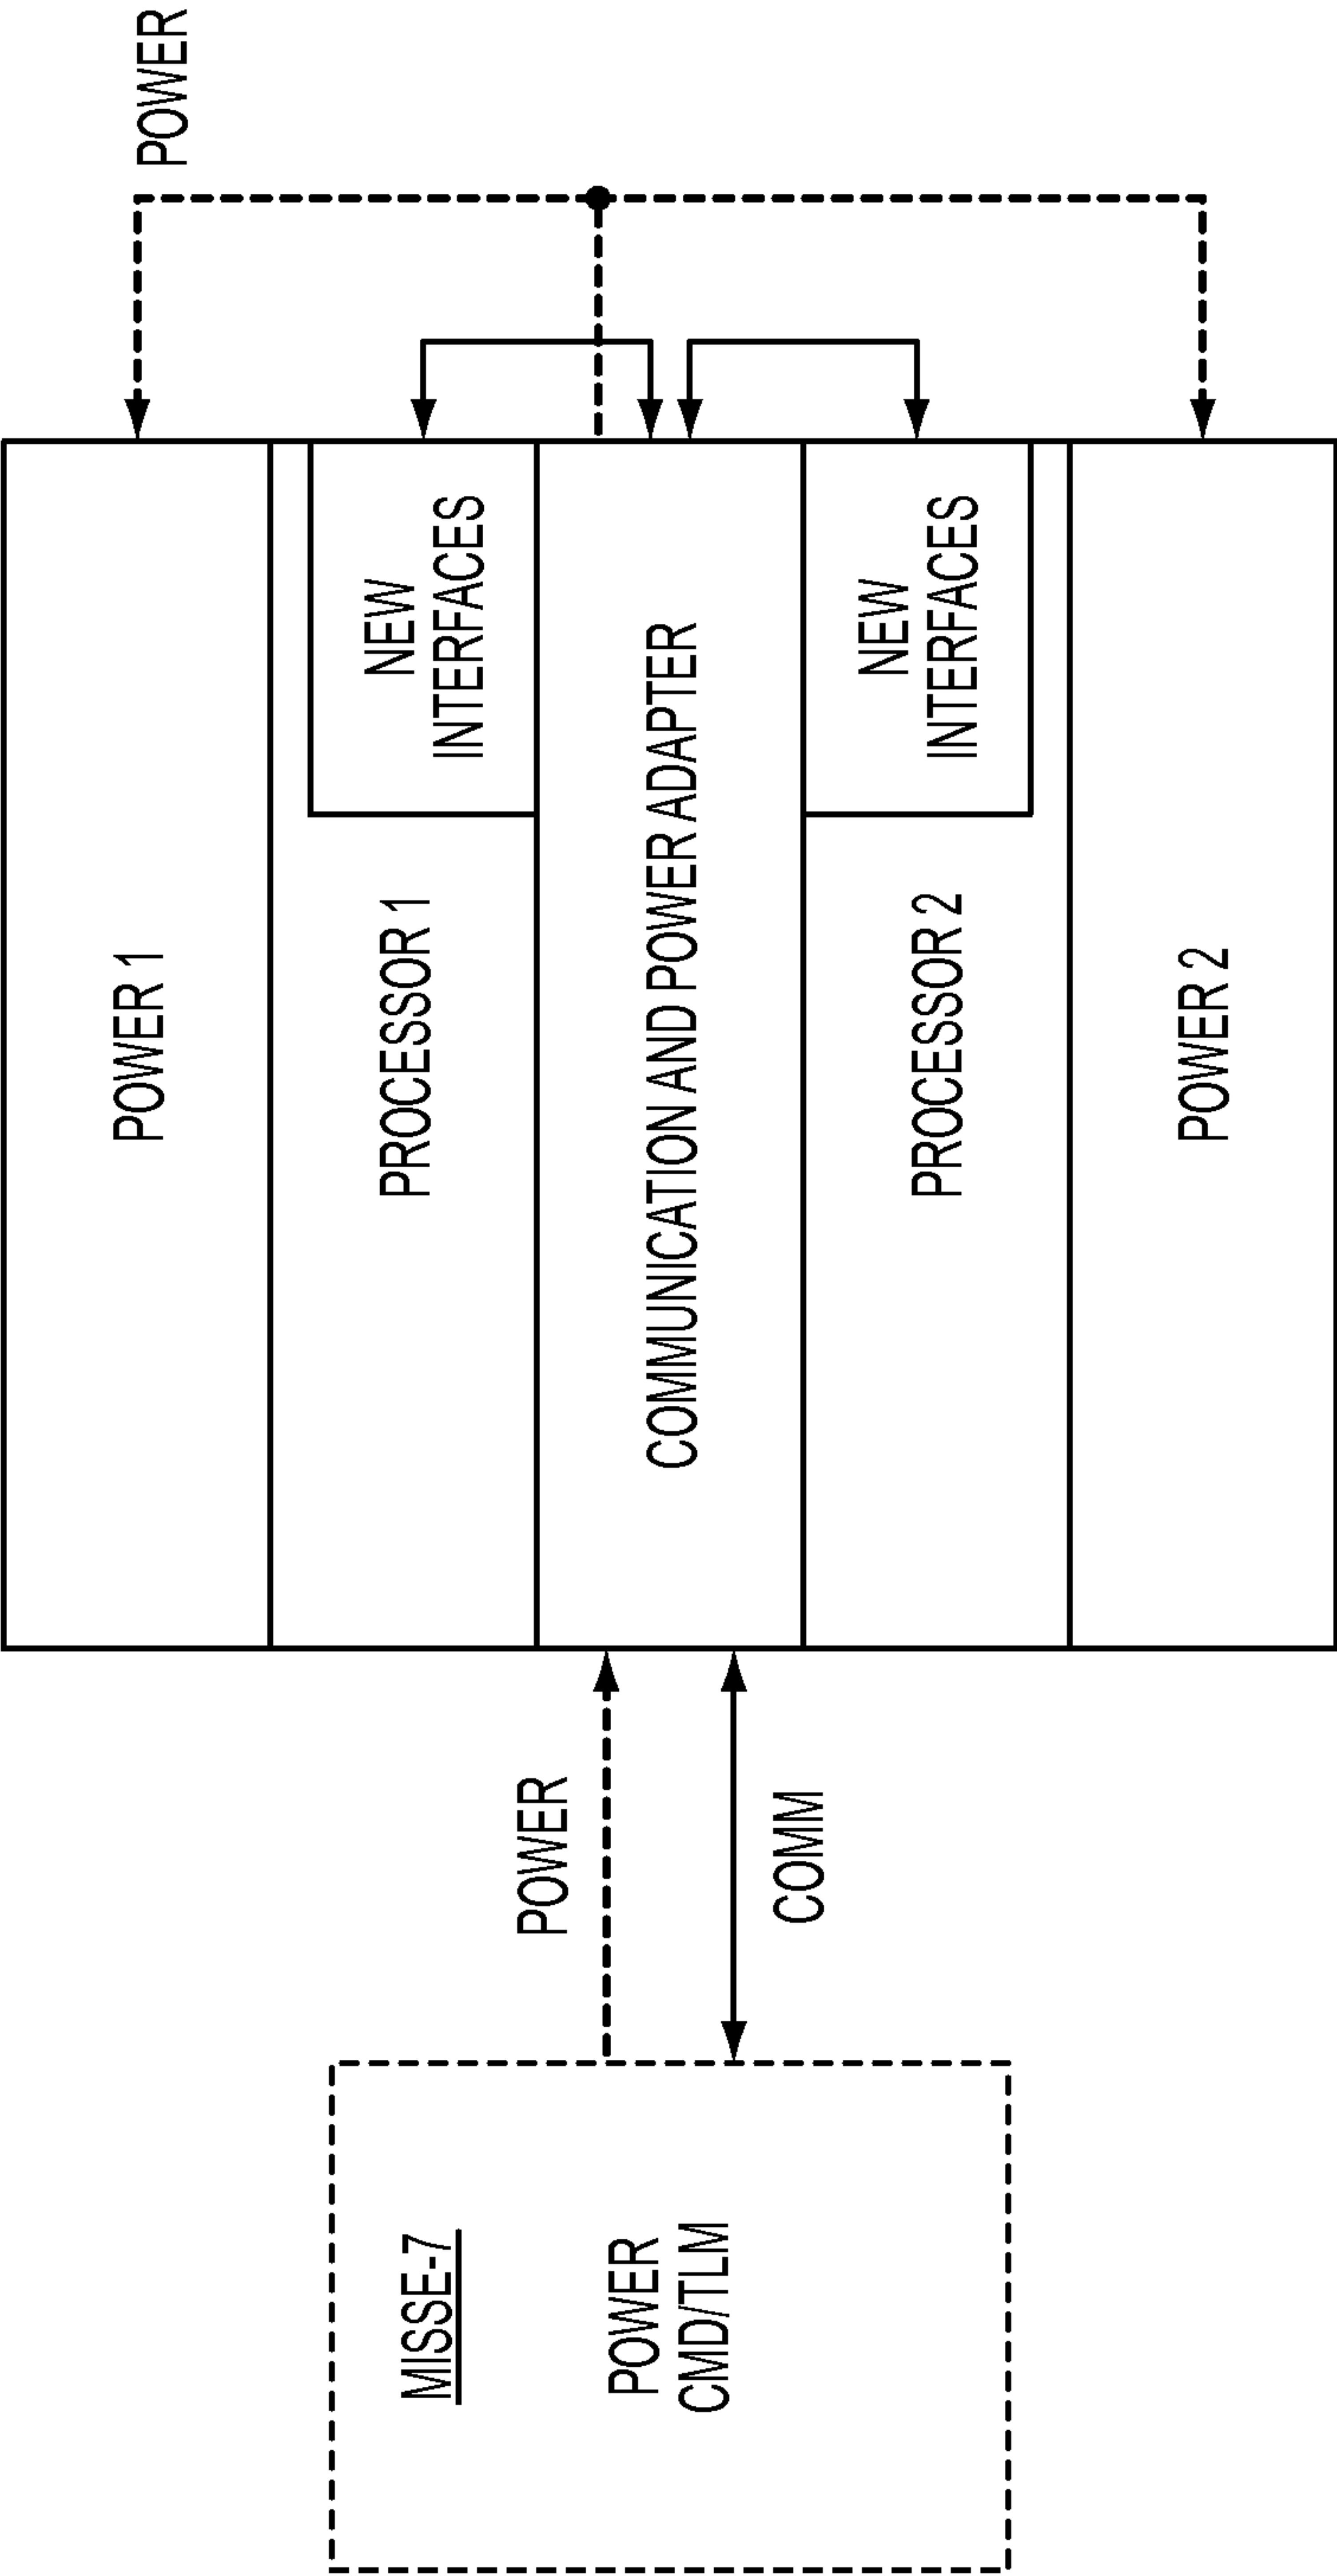 MISSE-7
POWER
CMD/TLM
POWER
COMM
POWER 1
PROCESSOR 1
NEW
INTERFACES
COMMUNICATION AND POWER ADAPTER
PROCESSOR 2
NEW
INTERFACES
POWER 2
POWER